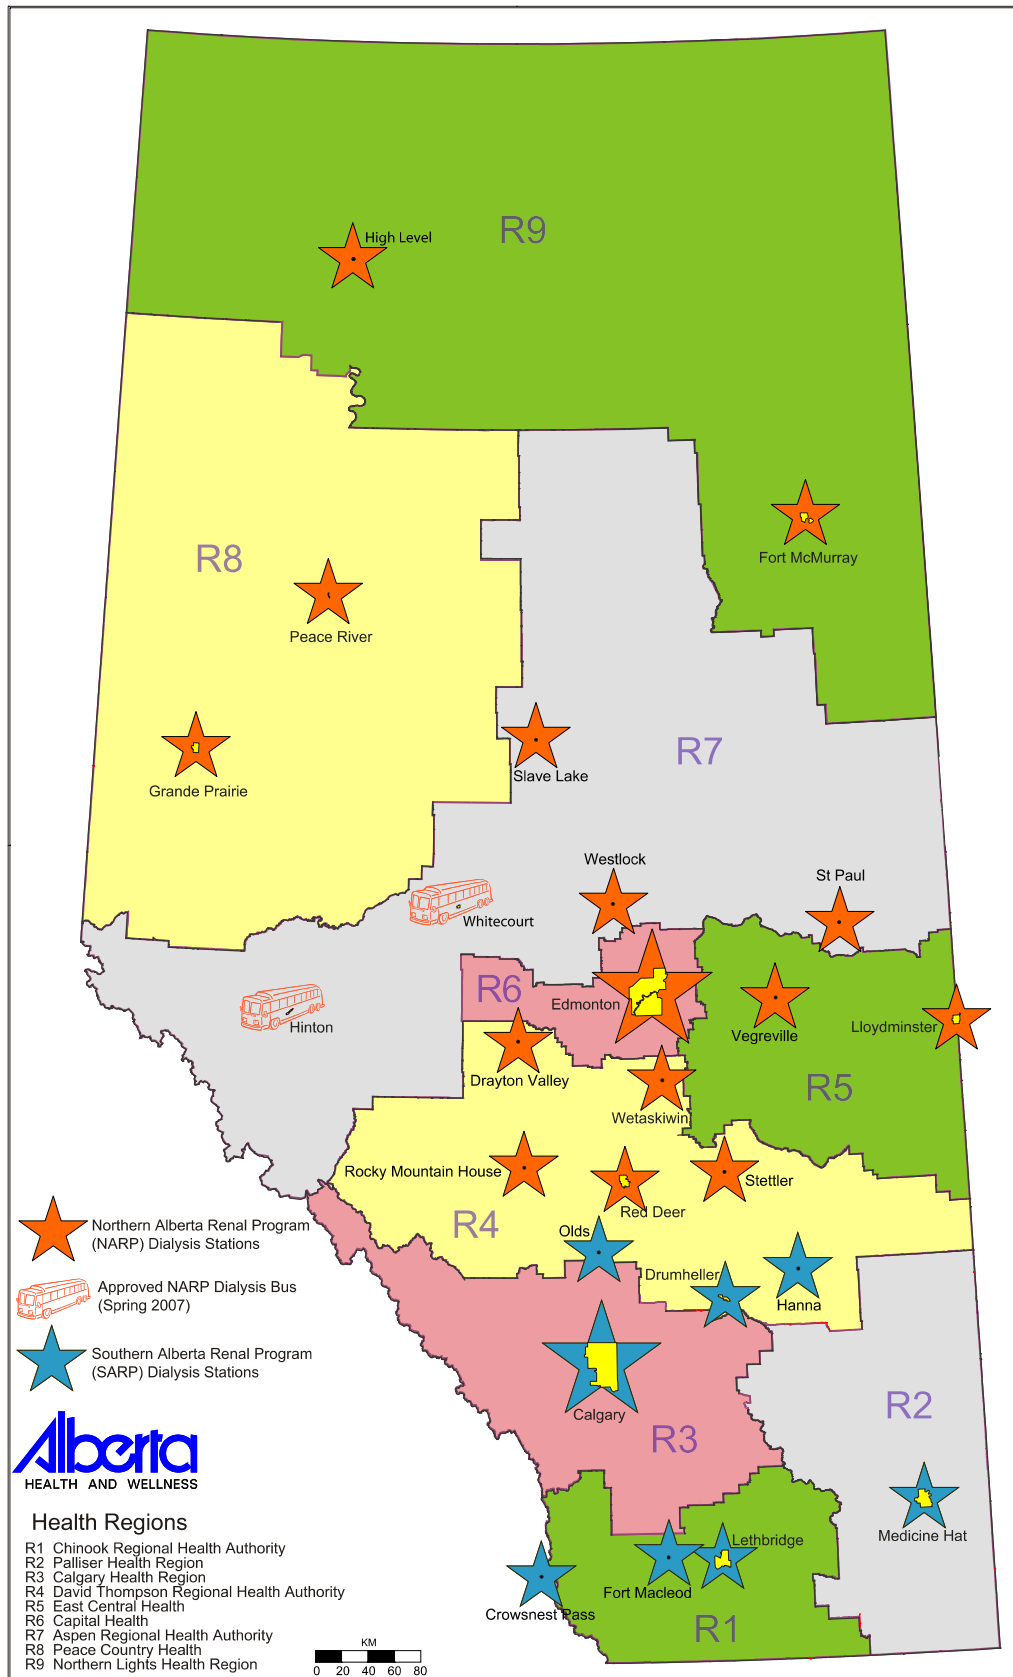 High Level
R9
Fort McMurray
R8
Peace River
R7
Slave Lake
Grande Prairie
Westlock
St Paul
Whitecourt
R6
Edmonton
Hinton
Vegreville
Lloydminster
Drayton Valley
R5
Wetaskiwin
Rocky Mountain House
Stettler
Red Deer
R4
Olds
Drumheller
Hanna
Northern Alberta Renal Program
(NARP) Dialysis Stations
Approved NARP Dialysis Bus
(Spring 2007)
Southern Alberta Renal Program
(SARP) Dialysis Stations
Calgary
R3
R2
Medicine Hat
Lethbridge
Fort Macleod
Crowsnest Pass
R1
Alberta
HEALTH AND WELLNESS
Health Regions
R1 Chinook Regional Health Authority
R2 Palliser Health Region
R3 Calgary Health Region
R4 David Thompson Regional Health Authority
R5 East Central Health
R6 Capital Health
R7 Aspen Regional Health Authority
R8 Peace Country Health
R9 Northern Lights Health Region
KM
0 20 40 60 80